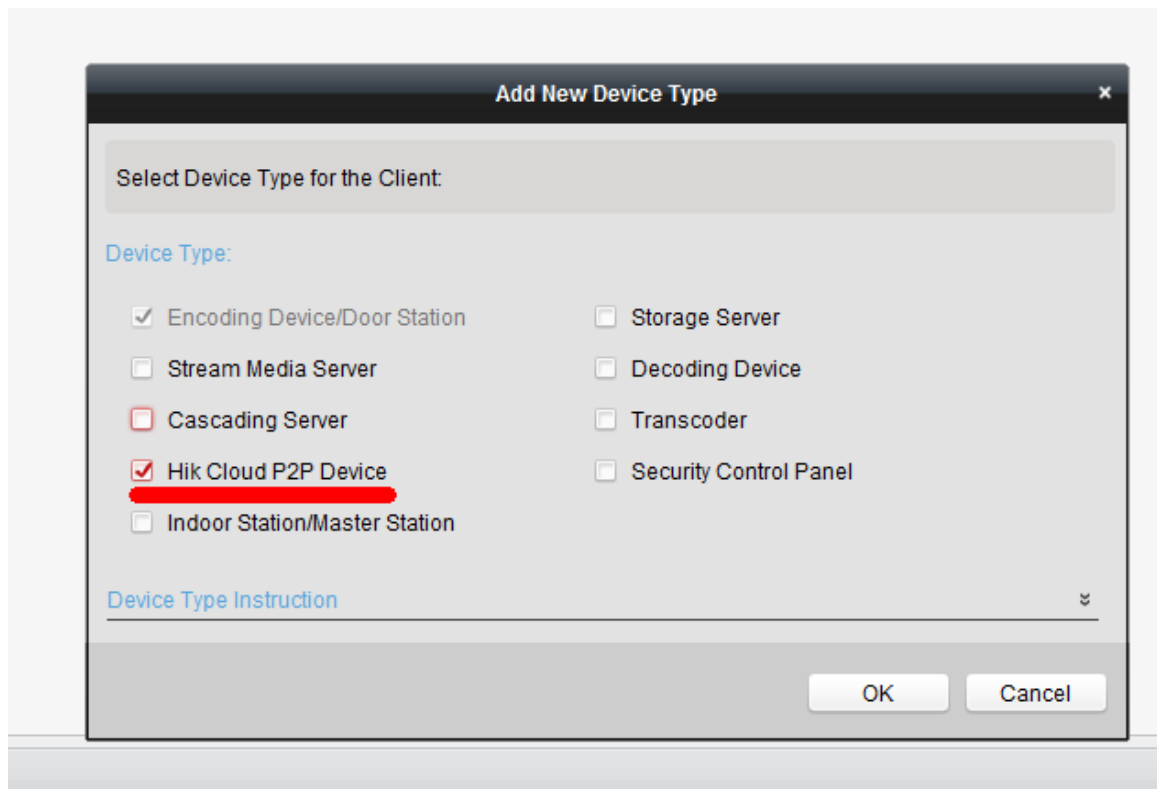 Add New Device Type
Select Device Type for the Client:
Device Type:
Encoding Device/Door Station
Storage Server
Stream Media Server
Decoding Device
Cascading Server
Transcoder
Hik Cloud P2P Device
Security Control Panel
Indoor Station/Master Station
Device Type Instruction
OK
Cancel